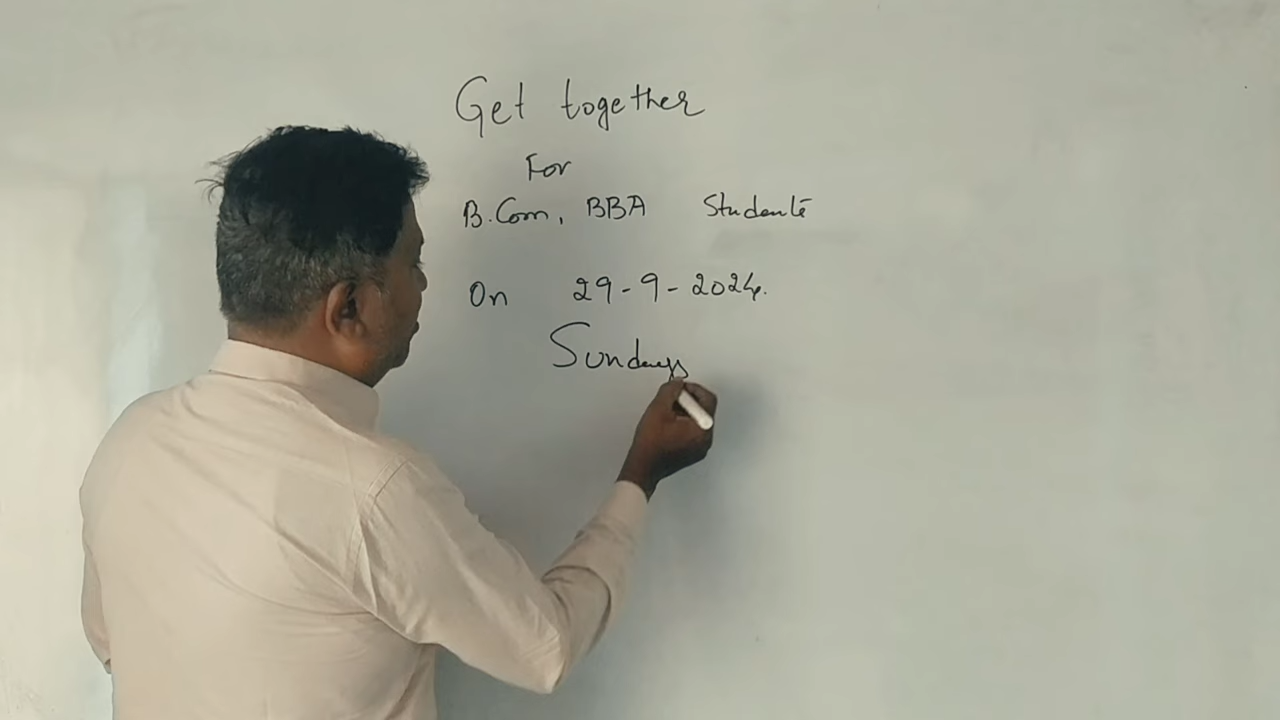 Get together
For
B.Com, BBA Students
On 29-9-2024.
Sunday